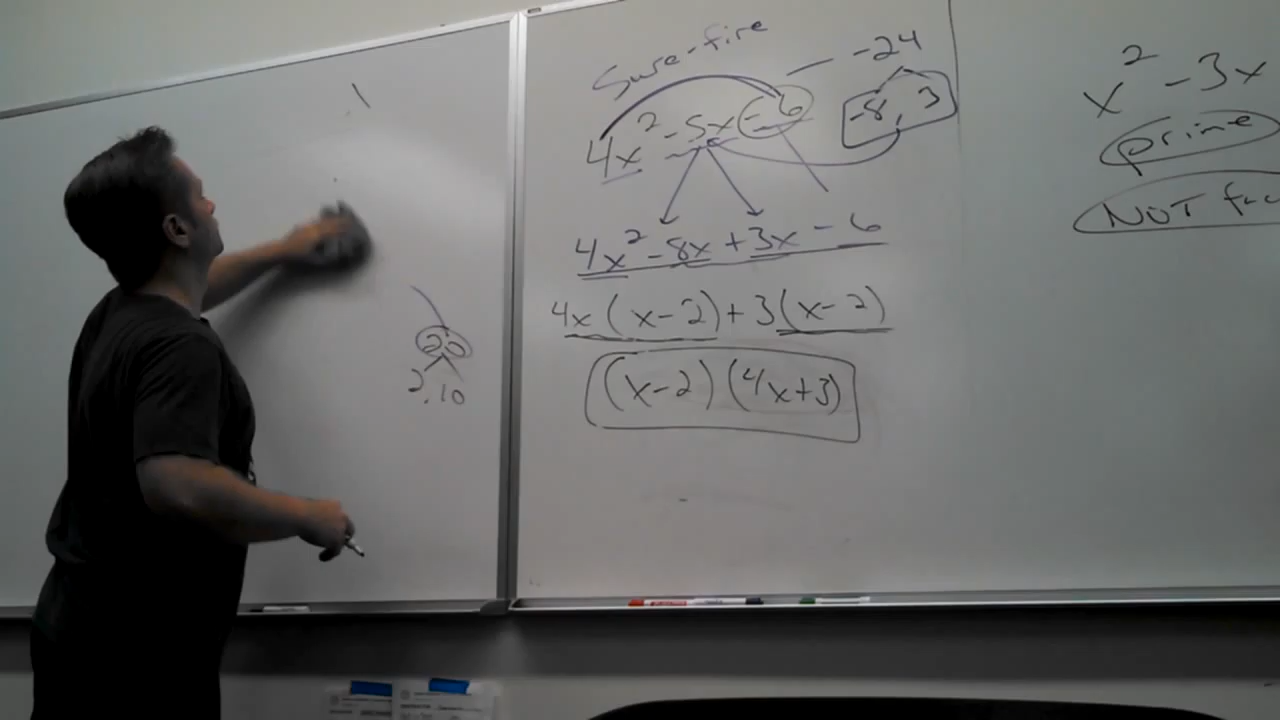 20
2, 10
Sure-fire
-24
-8, 3
4x² -5x -6
4x² -8x +3x -6
4x(x-2)+3(x-2)
(x-2)(4x+3)
x² -3x
prime
NOT